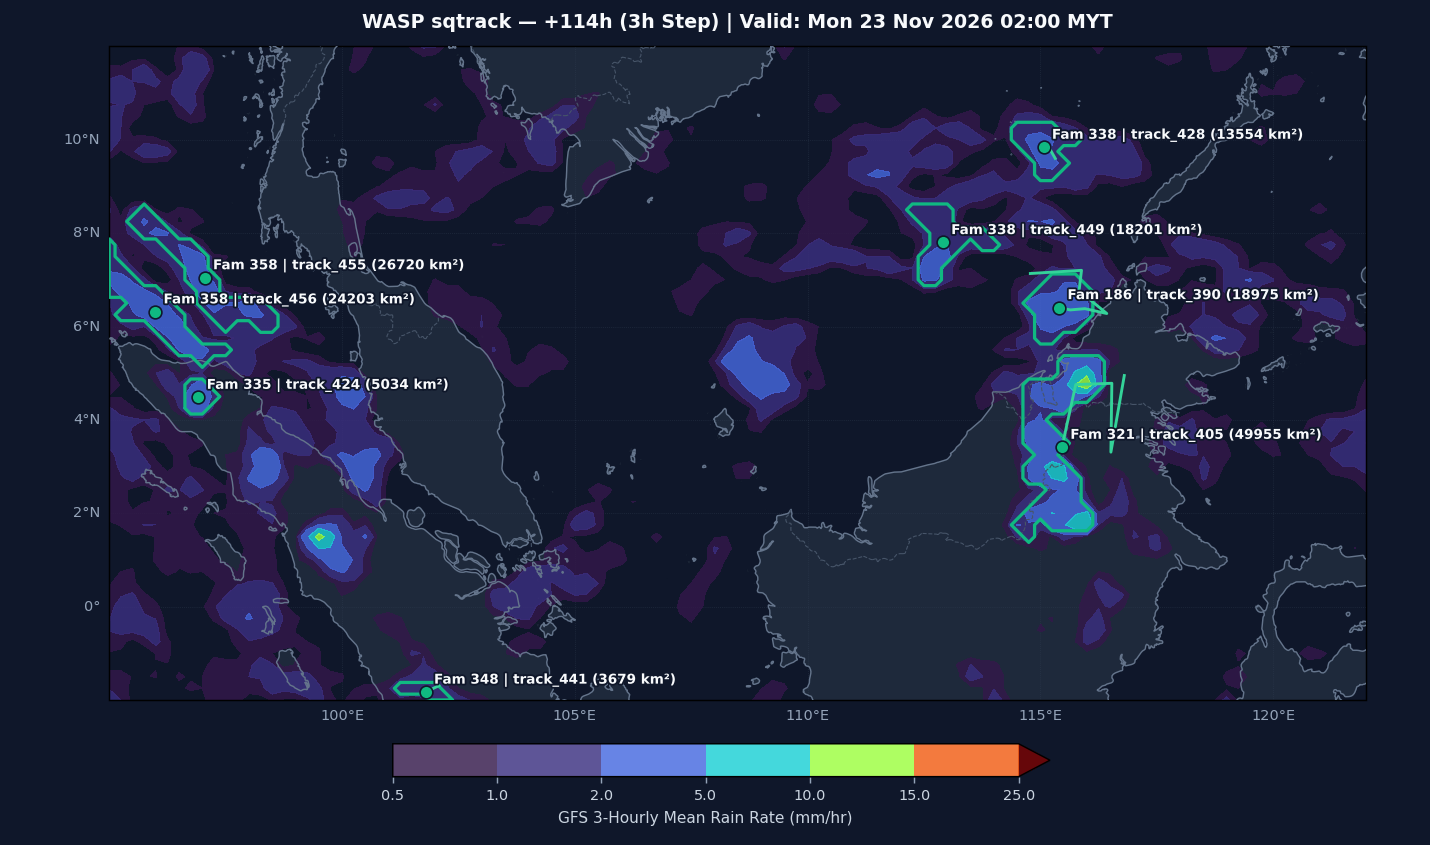 WASP sqtrack — +114h (3h Step) | Valid: Mon 23 Nov 2026 02:00 MYT
10°N
Fam 338 | track_428 (13554 km²)
8°N
Fam 338 | track_449 (18201 km²)
Fam 358 | track_455 (26720 km²)
Fam 358 | track_456 (24203 km²)
Fam 186 | track_390 (18975 km²)
6°N
Fam 335 | track_424 (5034 km²)
4°N
Fam 321 | track_405 (49955 km²)
2°N
0°
Fam 348 | track_441 (3679 km²)
100°E 105°E 110°E 115°E 120°E
0.5 1.0 2.0 5.0 10.0 15.0 25.0
GFS 3-Hourly Mean Rain Rate (mm/hr)